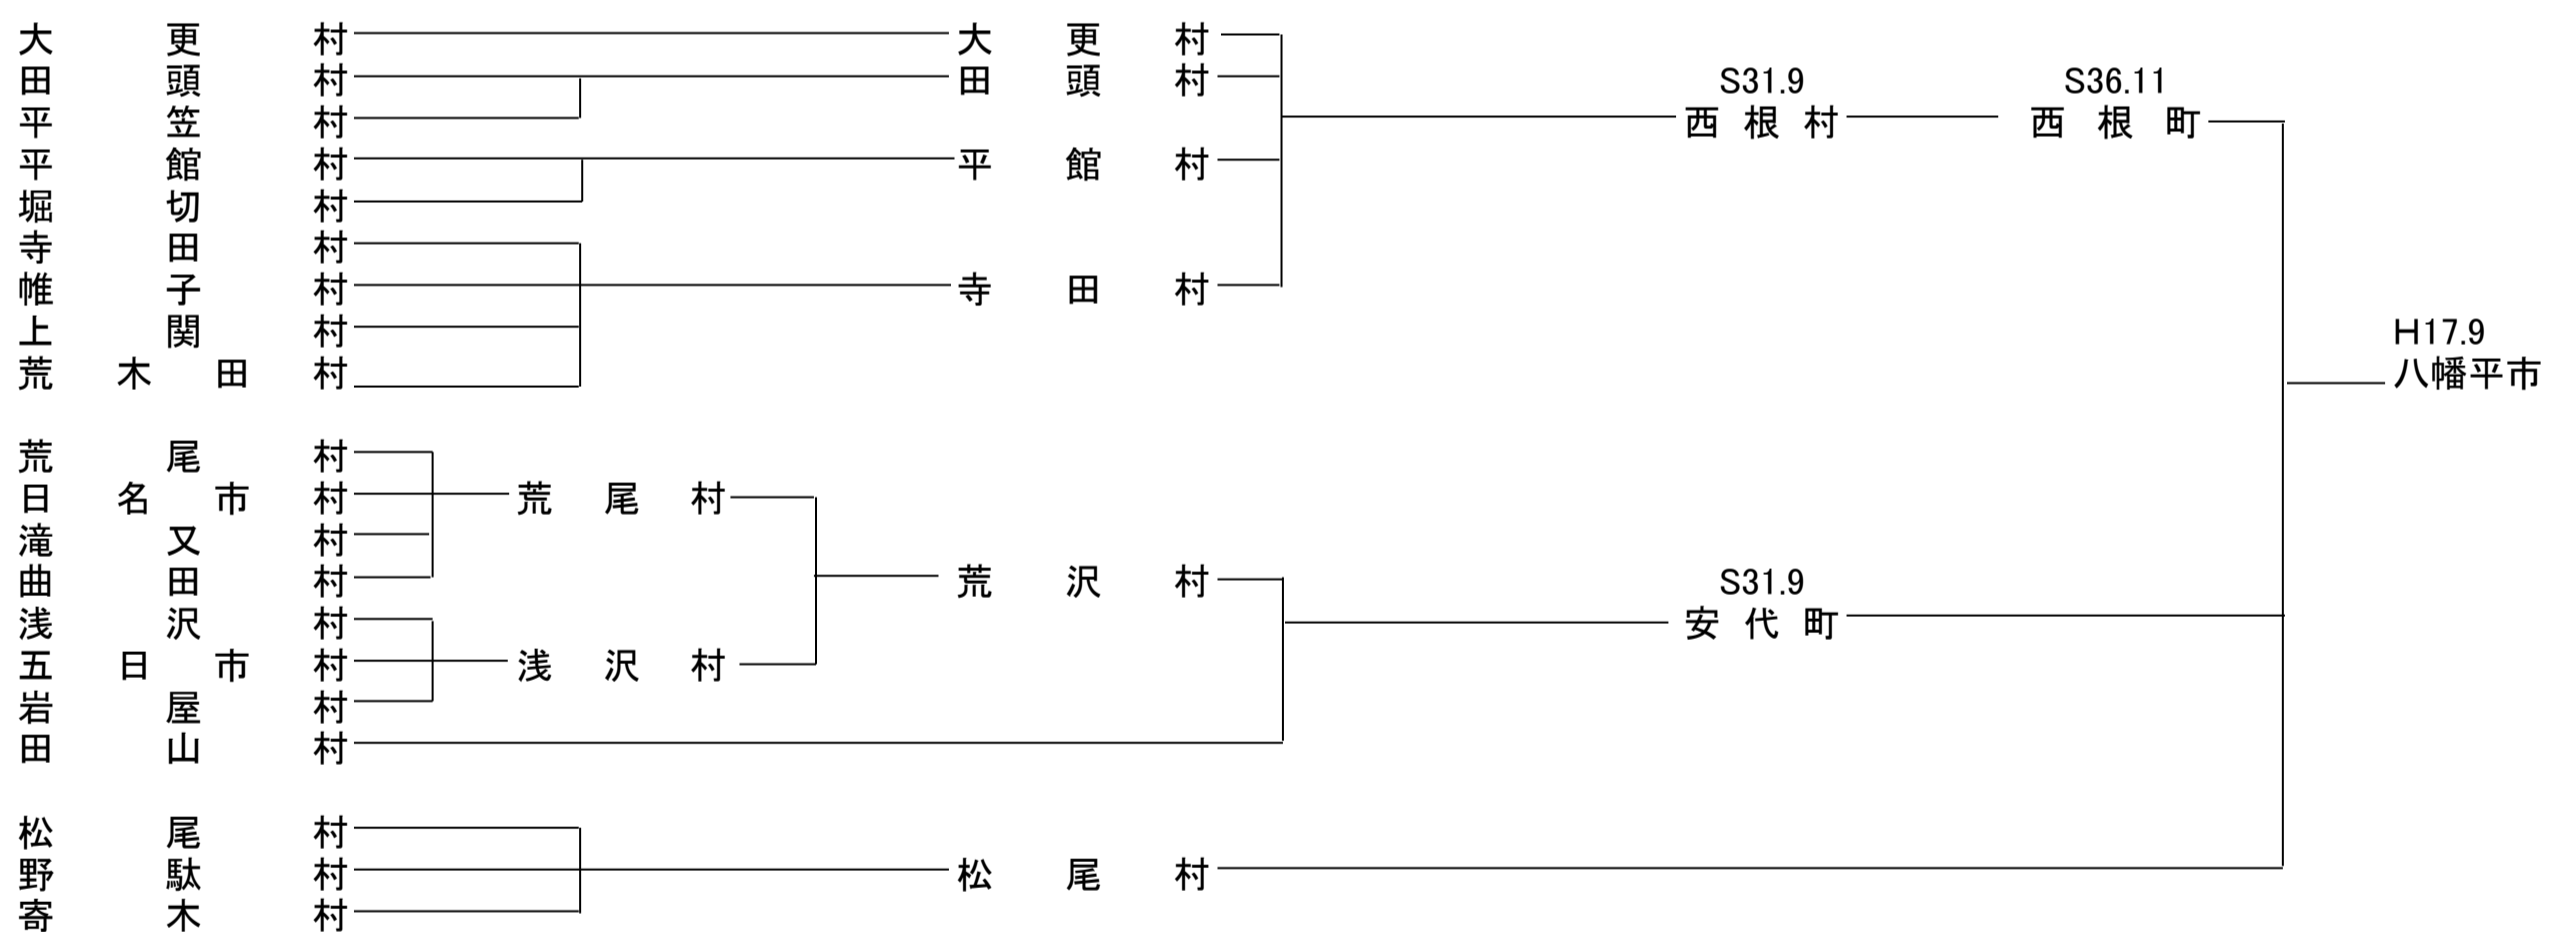 大更村 大更村
田頭村 田頭村 S31.9 S36.11
平笠村 西根村 西根町
平館村 平館村
堀切村
寺田村
帷子村 寺田村
上関村 H17.9
荒木田村 八幡平市
荒尾村
日名市村 荒尾村
滝又村
曲田村 荒沢村 S31.9
浅沢村 安代町
五日市村 浅沢村
岩屋村
田山村
松尾村
野駄村 松尾村
寄木村